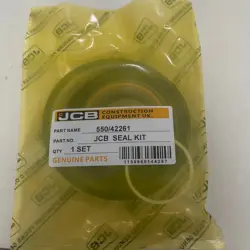 JCB CONSTRUCTION
EQUIPMENT UK
PART NAME 550/42261
PART NO. JCB SEAL KIT
QTY 1 SET
GENUINE PARTS